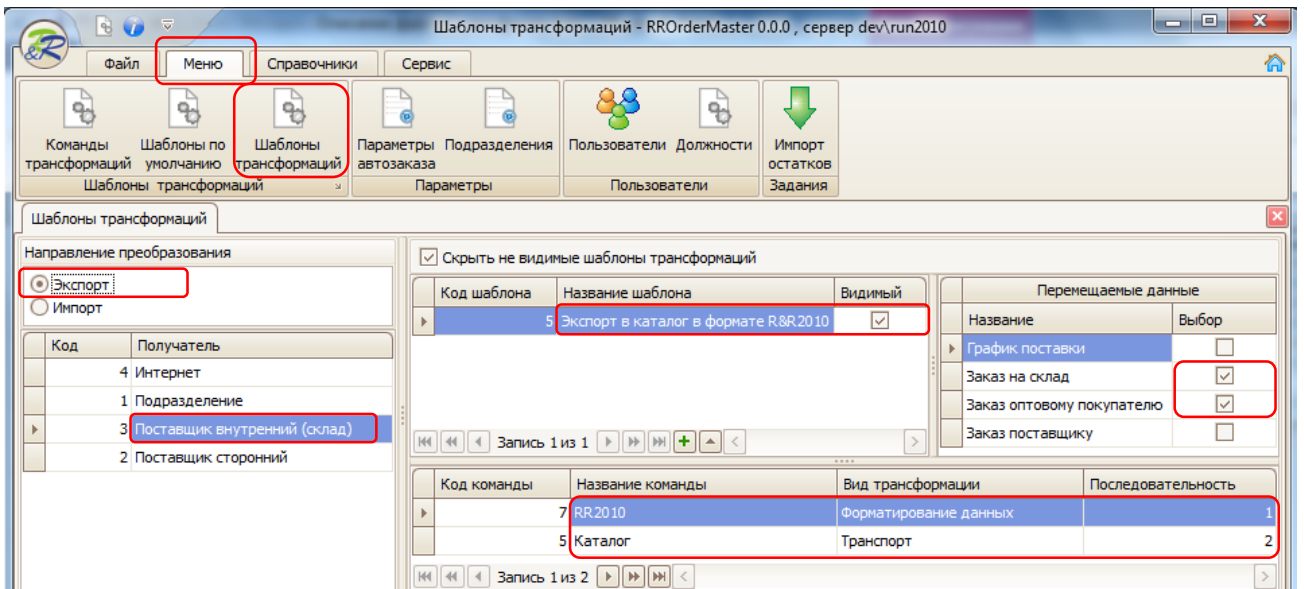 Шаблоны трансформаций - RROrderMaster 0.0.0 , сервер dev\run2010
R&R
Файл Меню Справочники Сервис
Команды трансформаций
Шаблоны по умолчанию
Шаблоны трансформаций
Параметры автозаказа
Подразделения
Пользователи
Должности
Импорт остатков
Шаблоны трансформаций Параметры Пользователи Задания
Шаблоны трансформаций
Направление преобразования
Экспорт
Импорт
Код Получатель
4 Интернет
1 Подразделение
3 Поставщик внутренний (склад)
2 Поставщик сторонний
Скрыть не видимые шаблоны трансформаций
Код шаблона Название шаблона Видимый
5 Экспорт в каталог в формате R&R2010
Запись 1 из 1
Перемещаемые данные
Название Выбор
График поставки
Заказ на склад
Заказ оптовому покупателю
Заказ поставщику
Код команды Название команды Вид трансформации Последовательность
7 RR2010 Форматирование данных 1
5 Каталог Транспорт 2
Запись 1 из 2